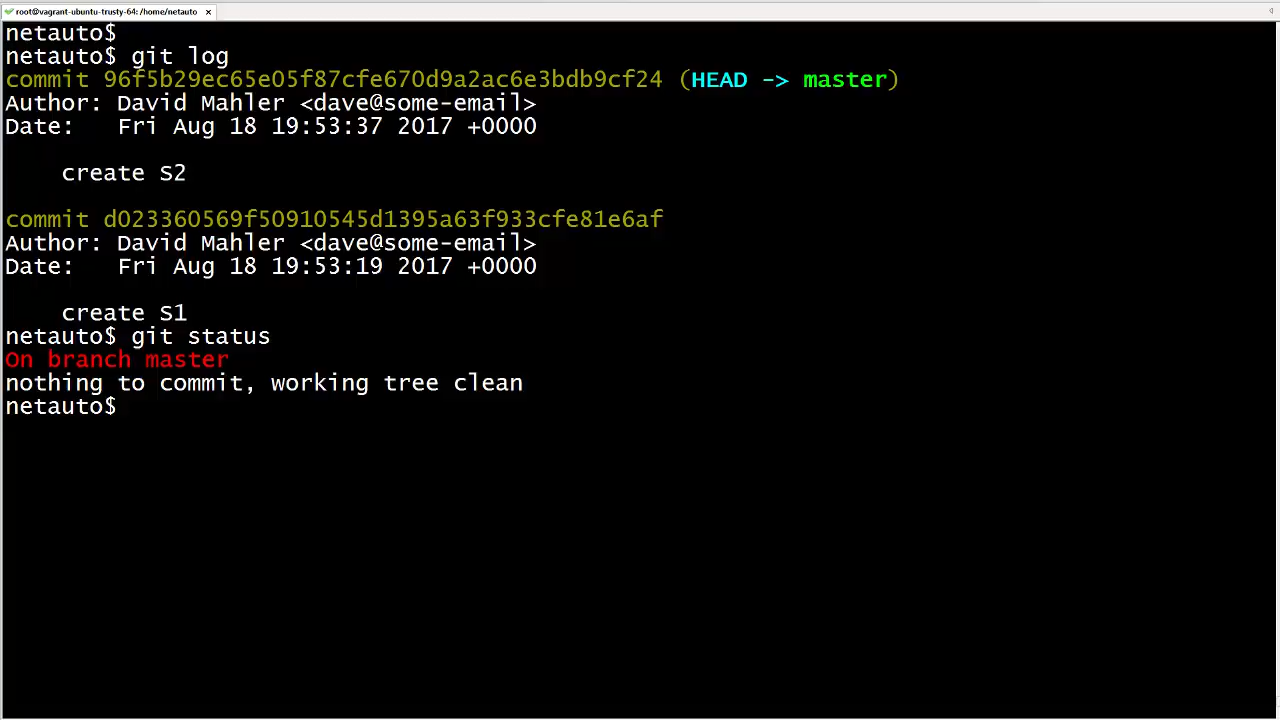 root@vagrant-ubuntu-trusty-64: /home/netauto ×
netauto$
netauto$ git log
commit 96f5b29ec65e05f87cfe670d9a2ac6e3bdb9cf24 (HEAD -> master)
Author: David Mahler <dave@some-email>
Date:   Fri Aug 18 19:53:37 2017 +0000
    create S2
commit d023360569f50910545d1395a63f933cfe81e6af
Author: David Mahler <dave@some-email>
Date:   Fri Aug 18 19:53:19 2017 +0000
    create S1
netauto$ git status
On branch master
nothing to commit, working tree clean
netauto$